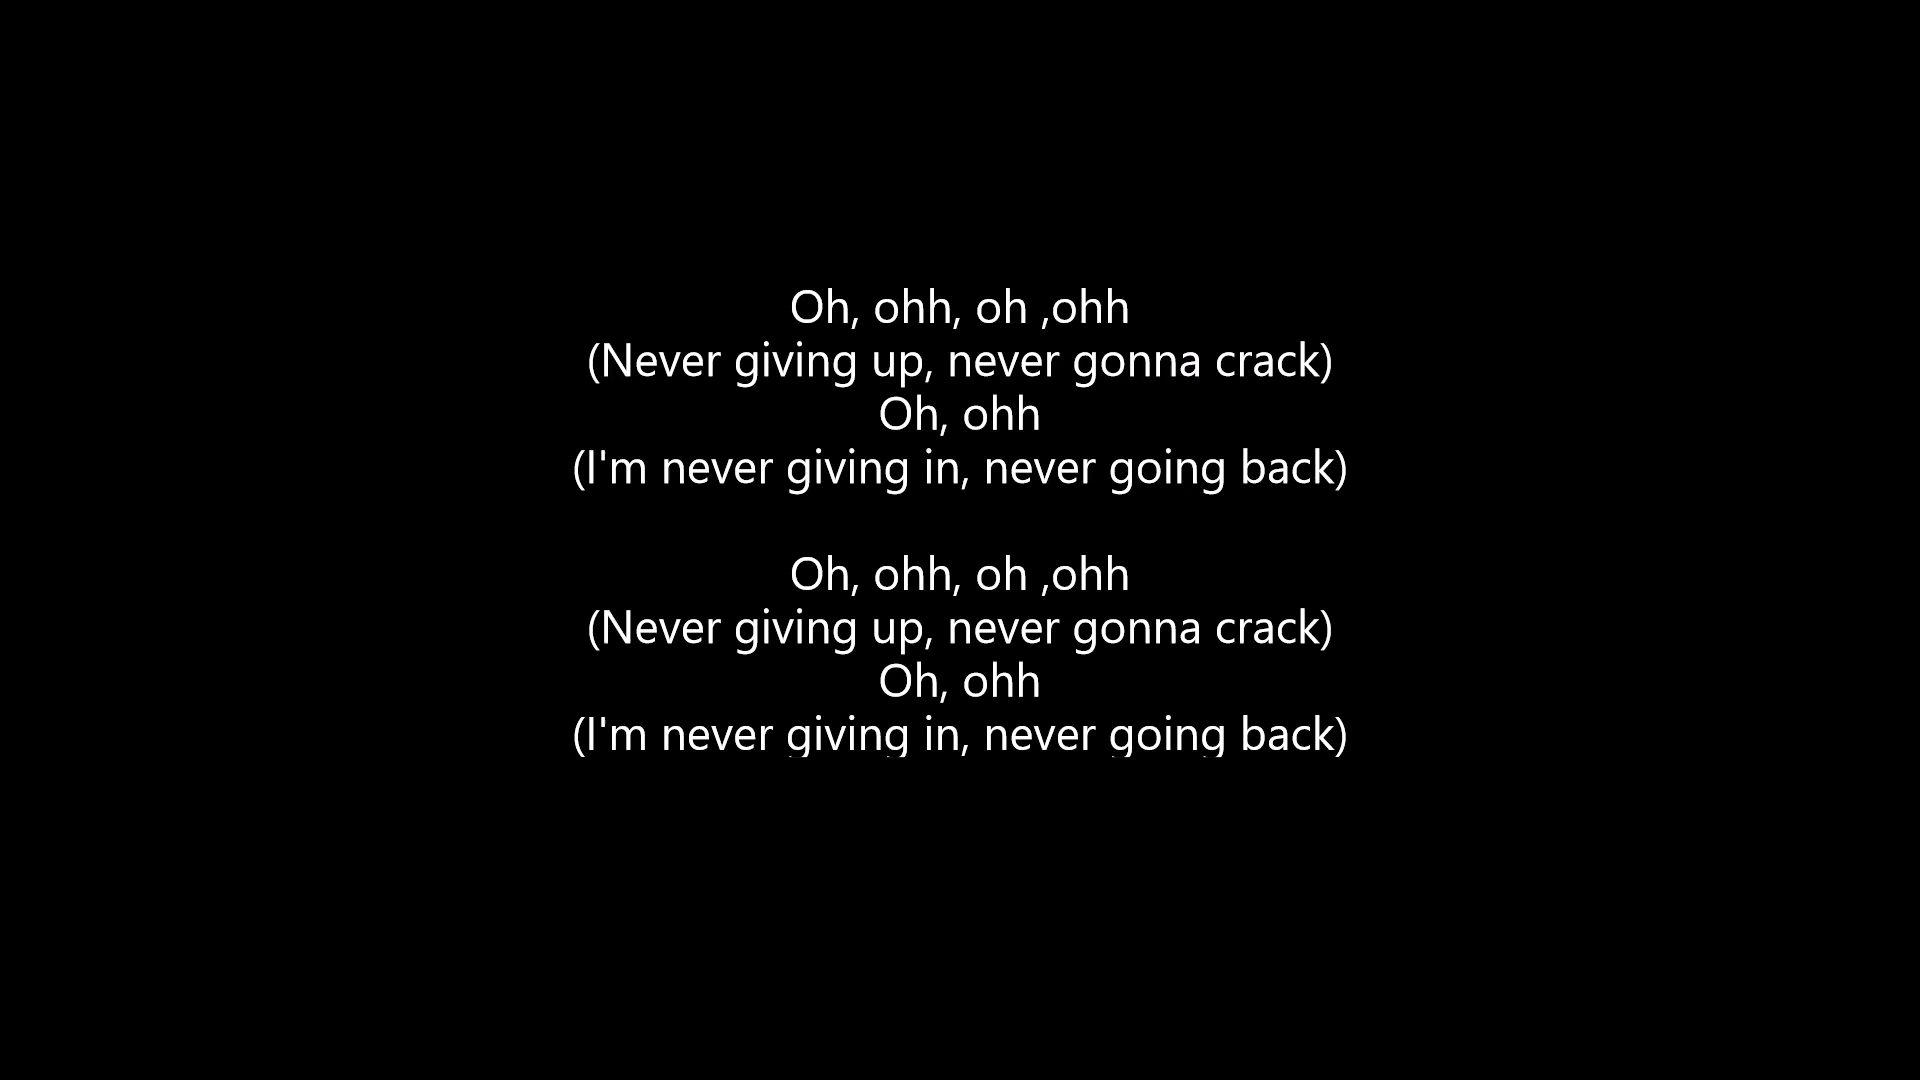 Oh, ohh, oh ,ohh
(Never giving up, never gonna crack)
Oh, ohh
(I'm never giving in, never going back)
Oh, ohh, oh ,ohh
(Never giving up, never gonna crack)
Oh, ohh
(I'm never giving in, never going back)